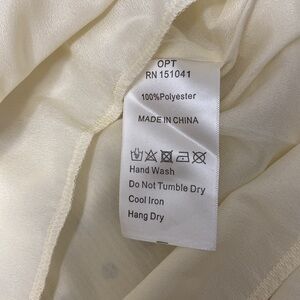 OPT
RN 151041
100%Polyester
MADE IN CHINA
Hand Wash
Do Not Tumble Dry
Cool Iron
Hang Dry